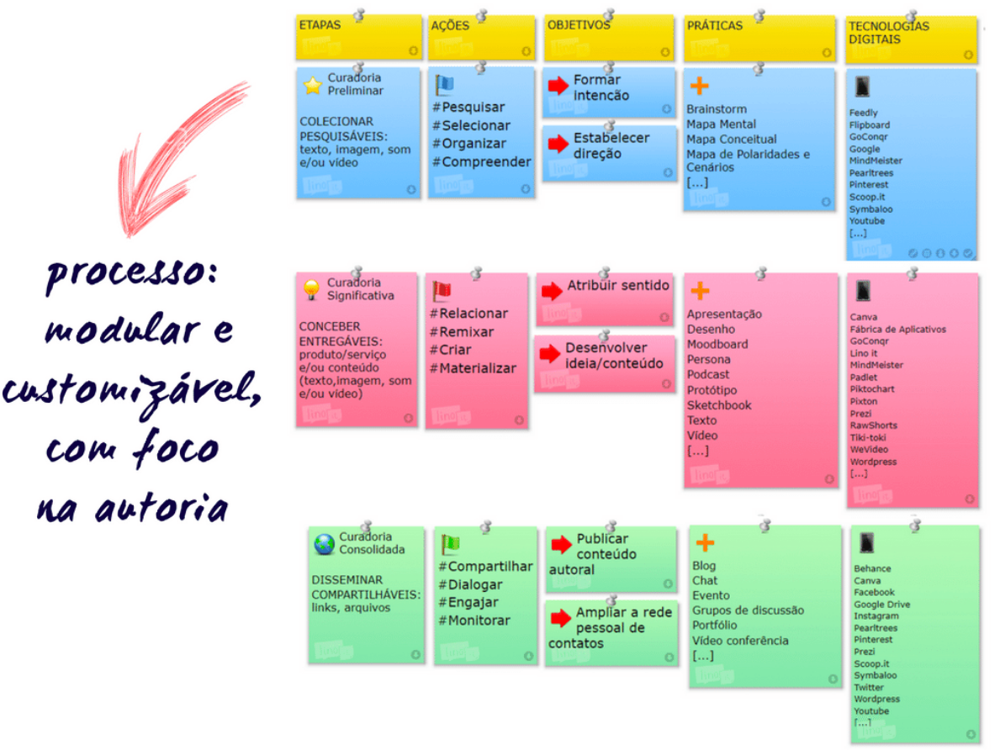 processo:
modular e
customizável,
com foco
na autoria
ETAPAS
AÇÕES
OBJETIVOS
PRÁTICAS
TECNOLOGIAS
DIGITAIS
Curadoria
Preliminar
COLECIONAR
PESQUISÁVEIS:
texto, imagem, som
e/ou vídeo
#Pesquisar
#Selecionar
#Organizar
#Compreender
Formar
intencão
Estabelecer
direção
Brainstorm
Mapa Mental
Mapa Conceitual
Mapa de Polaridades e
Cenários
[...]
Feedly
Flipboard
GoConqr
Google
MindMeister
Pearltrees
Pinterest
Scoop.it
Symbaloo
Youtube
[...]
Curadoria
Significativa
CONCEBER
ENTREGÁVEIS:
produto/serviço
e/ou conteúdo
(texto,imagem, som
e/ou vídeo)
#Relacionar
#Remixar
#Criar
#Materializar
Atribuir sentido
Desenvolver
ideia/conteúdo
Apresentação
Desenho
Moodboard
Persona
Podcast
Protótipo
Sketchbook
Texto
Vídeo
[...]
Canva
Fábrica de Aplicativos
GoConqr
Lino it
MindMeister
Padlet
Piktochart
Pixton
Prezi
RawShorts
Tiki-toki
WeVideo
Wordpress
[...]
Curadoria
Consolidada
DISSEMINAR
COMPARTILHÁVEIS:
links, arquivos
#Compartilhar
#Dialogar
#Engajar
#Monitorar
Publicar
conteúdo
autoral
Ampliar a rede
pessoal de
contatos
Blog
Chat
Evento
Grupos de discussão
Portfólio
Vídeo conferência
[...]
Behance
Canva
Facebook
Google Drive
Instagram
Pearltrees
Pinterest
Prezi
Scoop.it
Symbaloo
Twitter
Wordpress
Youtube
[...]